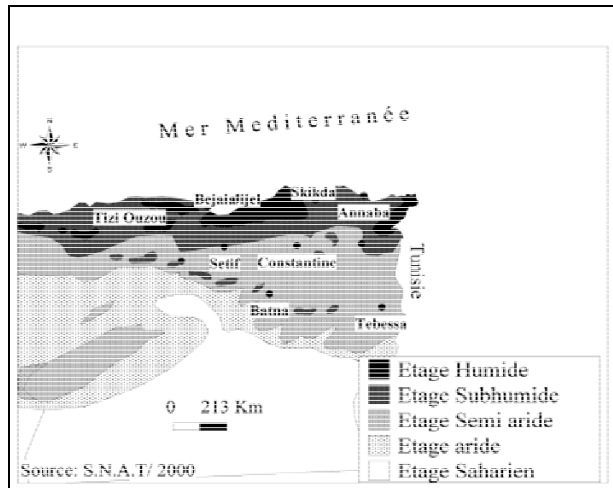 N
W E
S
Mer Mediterranée
Skikda
Bejaia Jijel
Tizi Ouzou
Annaba
Tunisie
Setif
Constantine
Batna
Tebessa
Etage Humide
Etage Subhumide
Etage Semi aride
Etage aride
Etage Saharien
0 213 Km
Source: S.N.A.T/ 2000